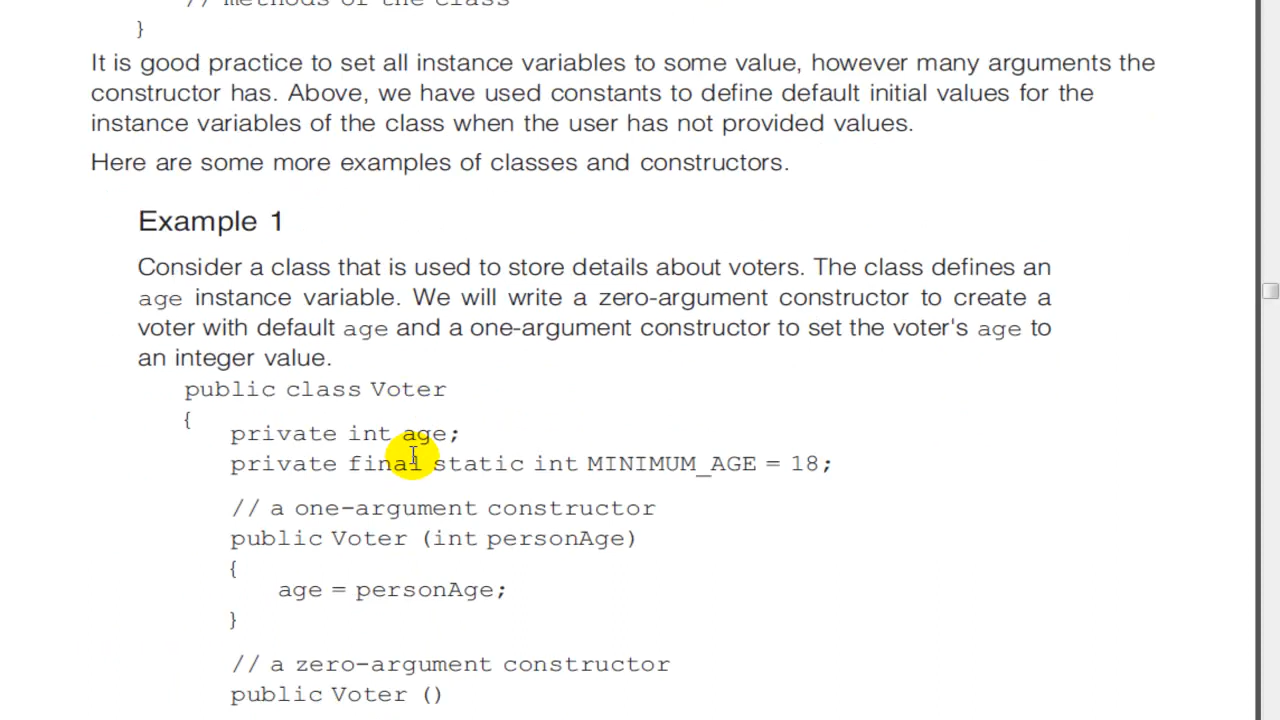 // methods of the class
}
It is good practice to set all instance variables to some value, however many arguments the
constructor has. Above, we have used constants to define default initial values for the
instance variables of the class when the user has not provided values.
Here are some more examples of classes and constructors.
Example 1
Consider a class that is used to store details about voters. The class defines an
age instance variable. We will write a zero-argument constructor to create a
voter with default age and a one-argument constructor to set the voter's age to
an integer value.
public class Voter
{
private int age;
private final static int MINIMUM_AGE = 18;
// a one-argument constructor
public Voter (int personAge)
{
age = personAge;
}
// a zero-argument constructor
public Voter ()